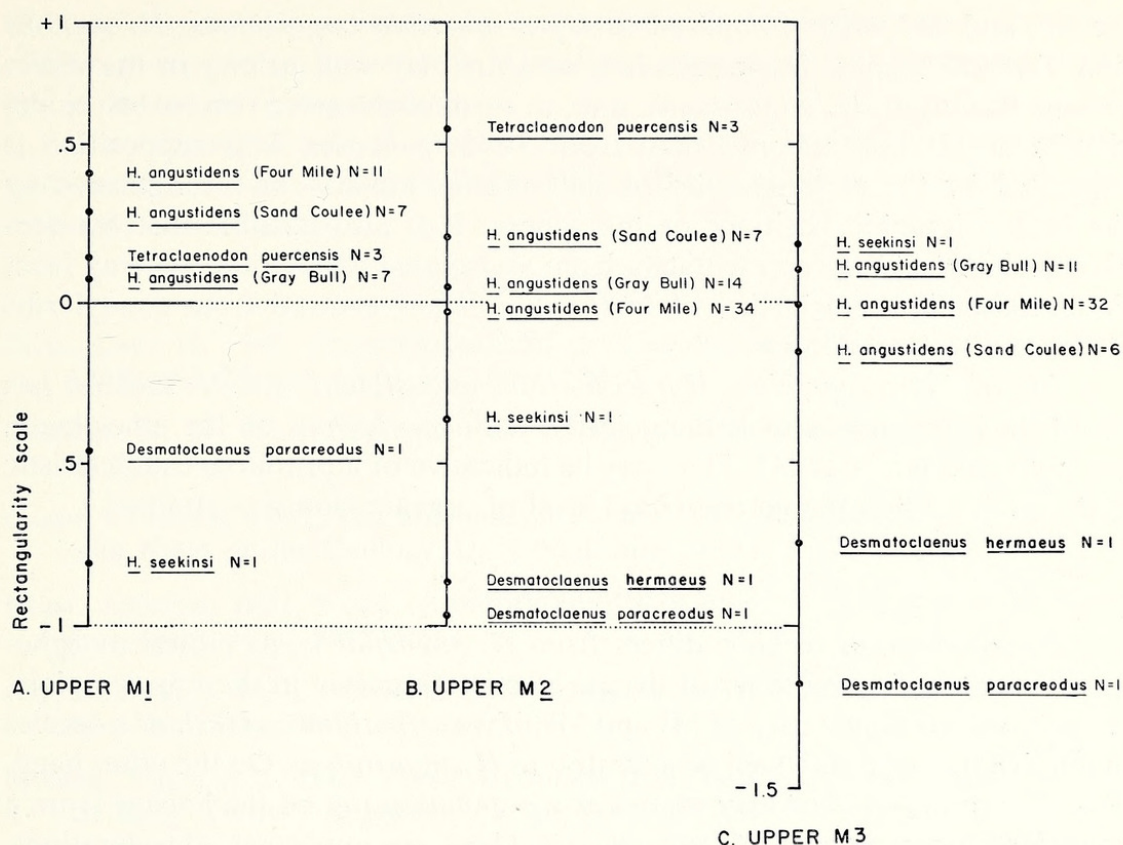 +1
.5
0
.5
-1
Rectangularity scale
H. angustidens (Four Mile) N=11
H. angustidens (Sand Coulee) N=7
Tetraclaenodon puercensis N=3
H. angustidens (Gray Bull) N=7
Desmatoclaenus paracreodus N=1
H. seekinsi N=1
A. UPPER M1
Tetraclaenodon puercensis N=3
H. angustidens (Sand Coulee) N=7
H. angustidens (Gray Bull) N=14
H. angustidens (Four Mile) N=34
H. seekinsi N=1
Desmatoclaenus hermaeus N=1
Desmatoclaenus paracreodus N=1
B. UPPER M2
H. seekinsi N=1
H. angustidens (Gray Bull) N=11
H. angustidens (Four Mile) N=32
H. angustidens (Sand Coulee) N=6
Desmatoclaenus hermaeus N=1
Desmatoclaenus paracreodus N=1
-1.5
C. UPPER M3